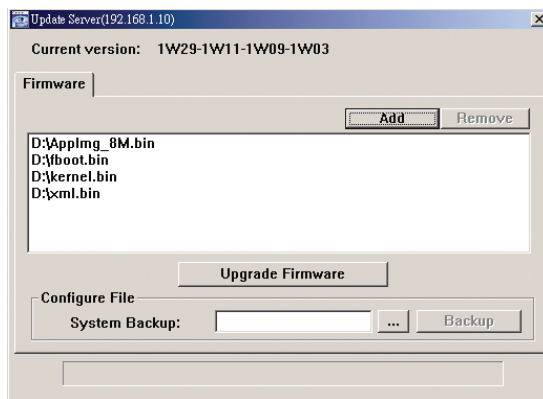 Update Server(192.168.1.10)
Current version: 1W29-1W11-1W09-1W03
Firmware
Add Remove
D:\AppImg_8M.bin
D:\fboot.bin
D:\kernel.bin
D:\xml.bin
Upgrade Firmware
Configure File
System Backup: ... Backup